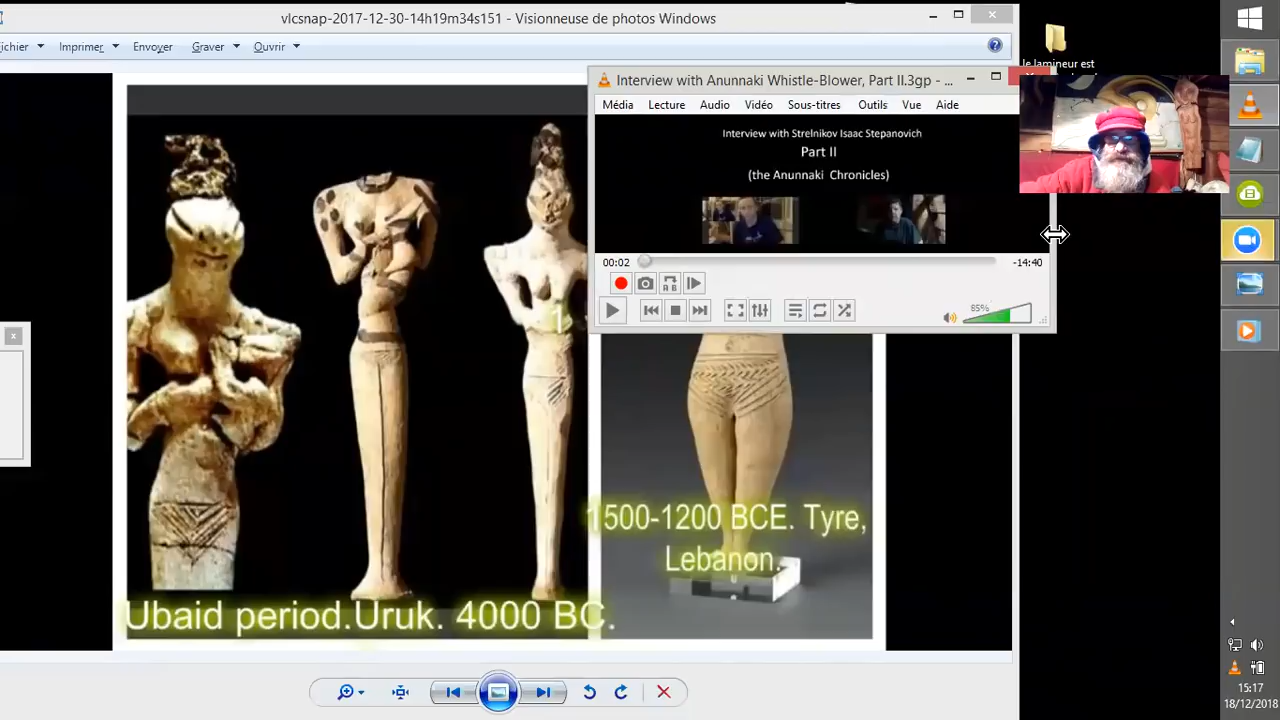 vlcsnap-2017-12-30-14h19m34s151 - Visionneuse de photos Windows
ichier Imprimer Envoyer Graver Ouvrir
le lamineur est
Interview with Anunnaki Whistle-Blower, Part II.3gp - ...
Média Lecture Audio Vidéo Sous-titres Outils Vue Aide
Interview with Strelnikov Isaac Stepanovich
Part II
(the Anunnaki Chronicles)
00:02 -14:40
85%
1
1500-1200 BCE. Tyre,
Lebanon.
Ubaid period.Uruk. 4000 BC.
15:17
18/12/2018